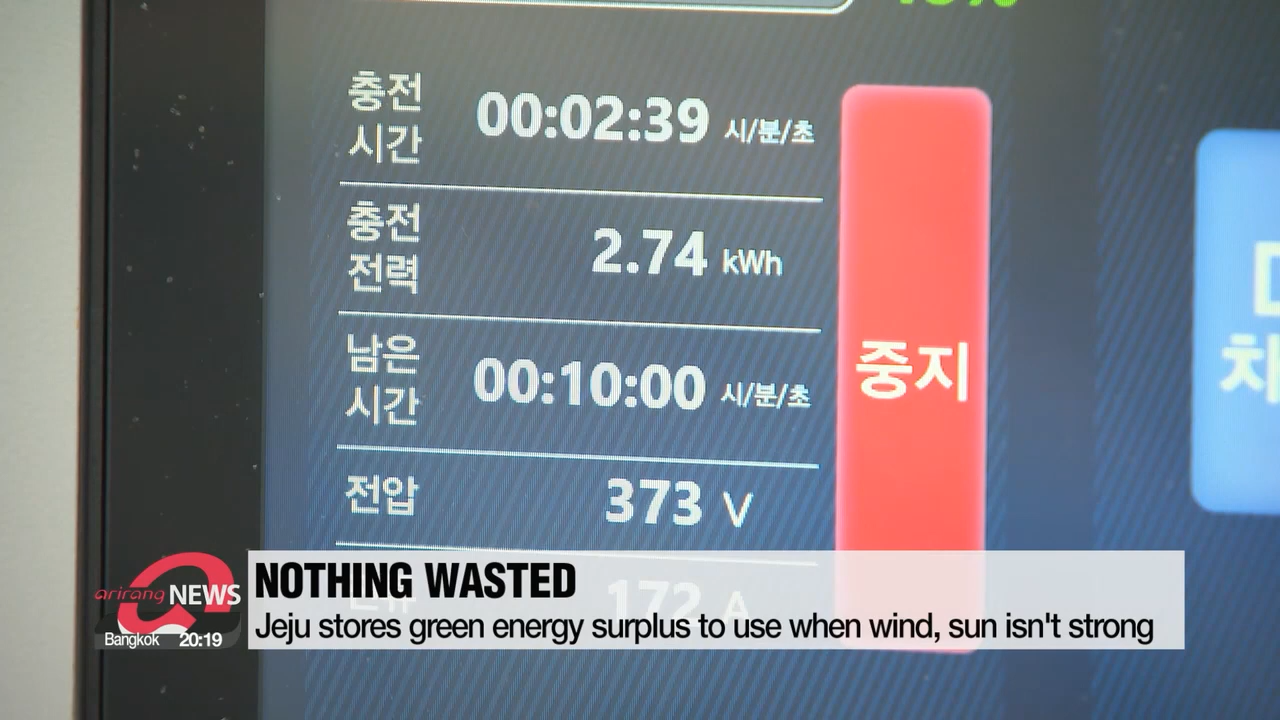 충전
시간
00:02:39 시/분/초
충전
전력
2.74 kWh
남은
시간
00:10:00 시/분/초
전압
373 V
172 A
중지
차
arirang NEWS
Bangkok 20:19
NOTHING WASTED
Jeju stores green energy surplus to use when wind, sun isn't strong